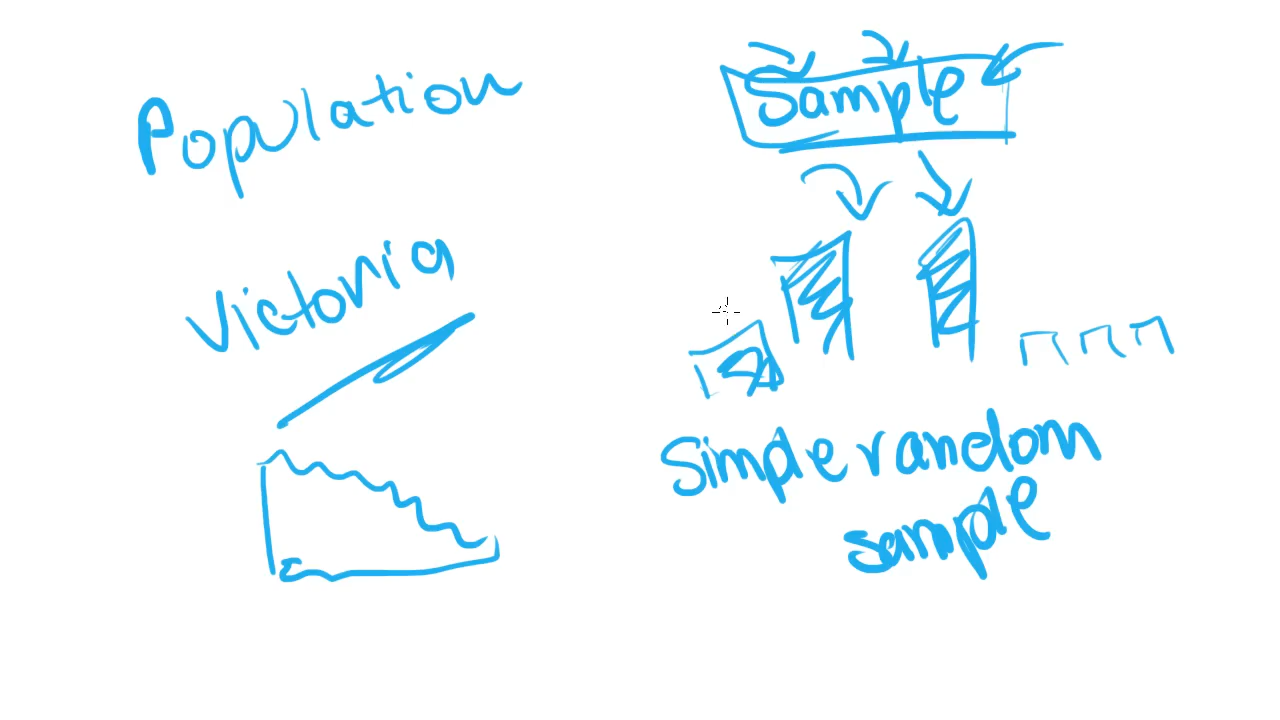 Population
Victoria
Sample
Simple random
sample